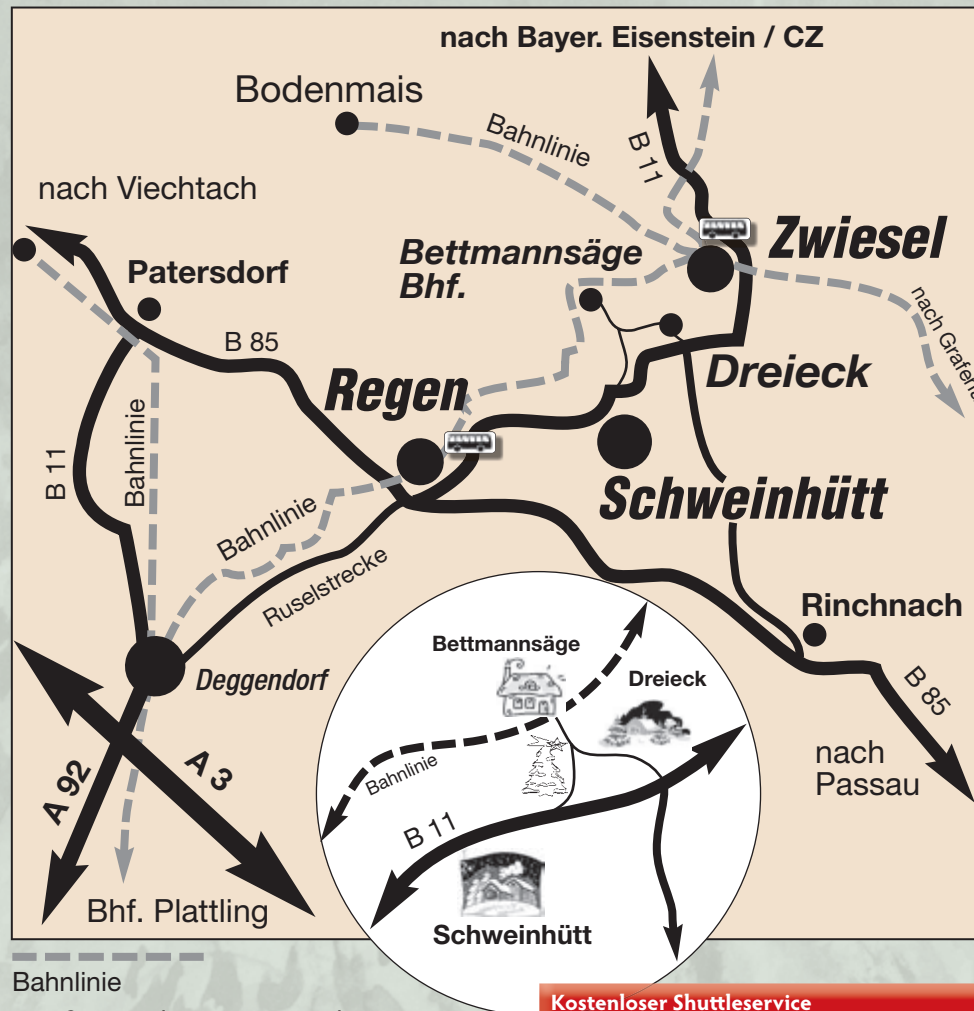 nach Bayer. Eisenstein / CZ
Bodenmais
Bahnlinie
B 11
nach Viechtach
Zwiesel
Bettmannsäge
Bhf.
Patersdorf
B 85
Dreieck
Regen
B 11
Bahnlinie
Schweinhütt
Bahnlinie
Ruselstrecke
Rinchnach
Bettmannsäge
Deggendorf
Dreieck
B 85
nach
Passau
A 92
A 3
Bahnlinie
B 11
Bhf. Plattling
Schweinhütt
Bahnlinie
Kostenloser Shuttleservice